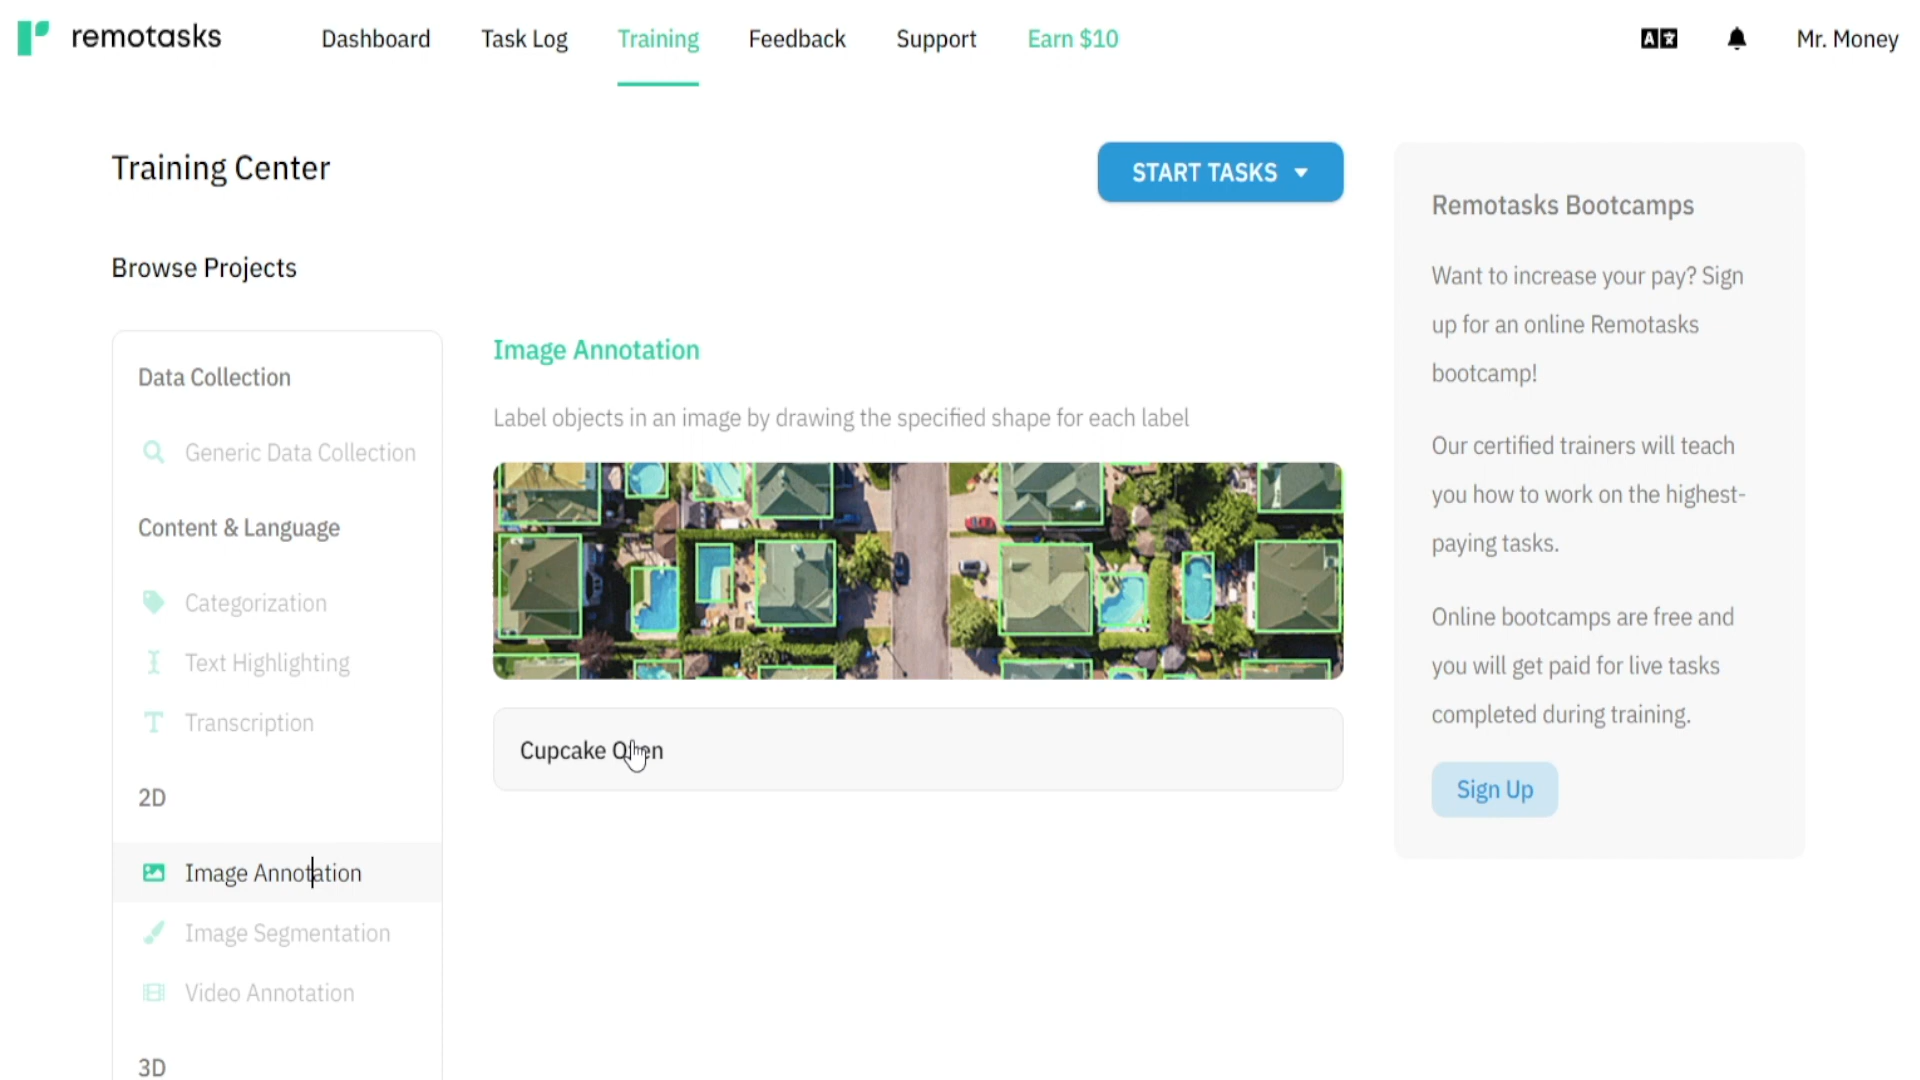 remotasks
Dashboard
Task Log
Training
Feedback
Support
Earn $10
Mr. Money
Training Center
START TASKS
Browse Projects
Data Collection
Generic Data Collection
Content & Language
Categorization
Text Highlighting
Transcription
2D
Image Annotation
Image Segmentation
Video Annotation
3D
Image Annotation
Label objects in an image by drawing the specified shape for each label
Cupcake Open
Remotasks Bootcamps
Want to increase your pay? Sign
up for an online Remotasks
bootcamp!
Our certified trainers will teach
you how to work on the highest-
paying tasks.
Online bootcamps are free and
you will get paid for live tasks
completed during training.
Sign Up